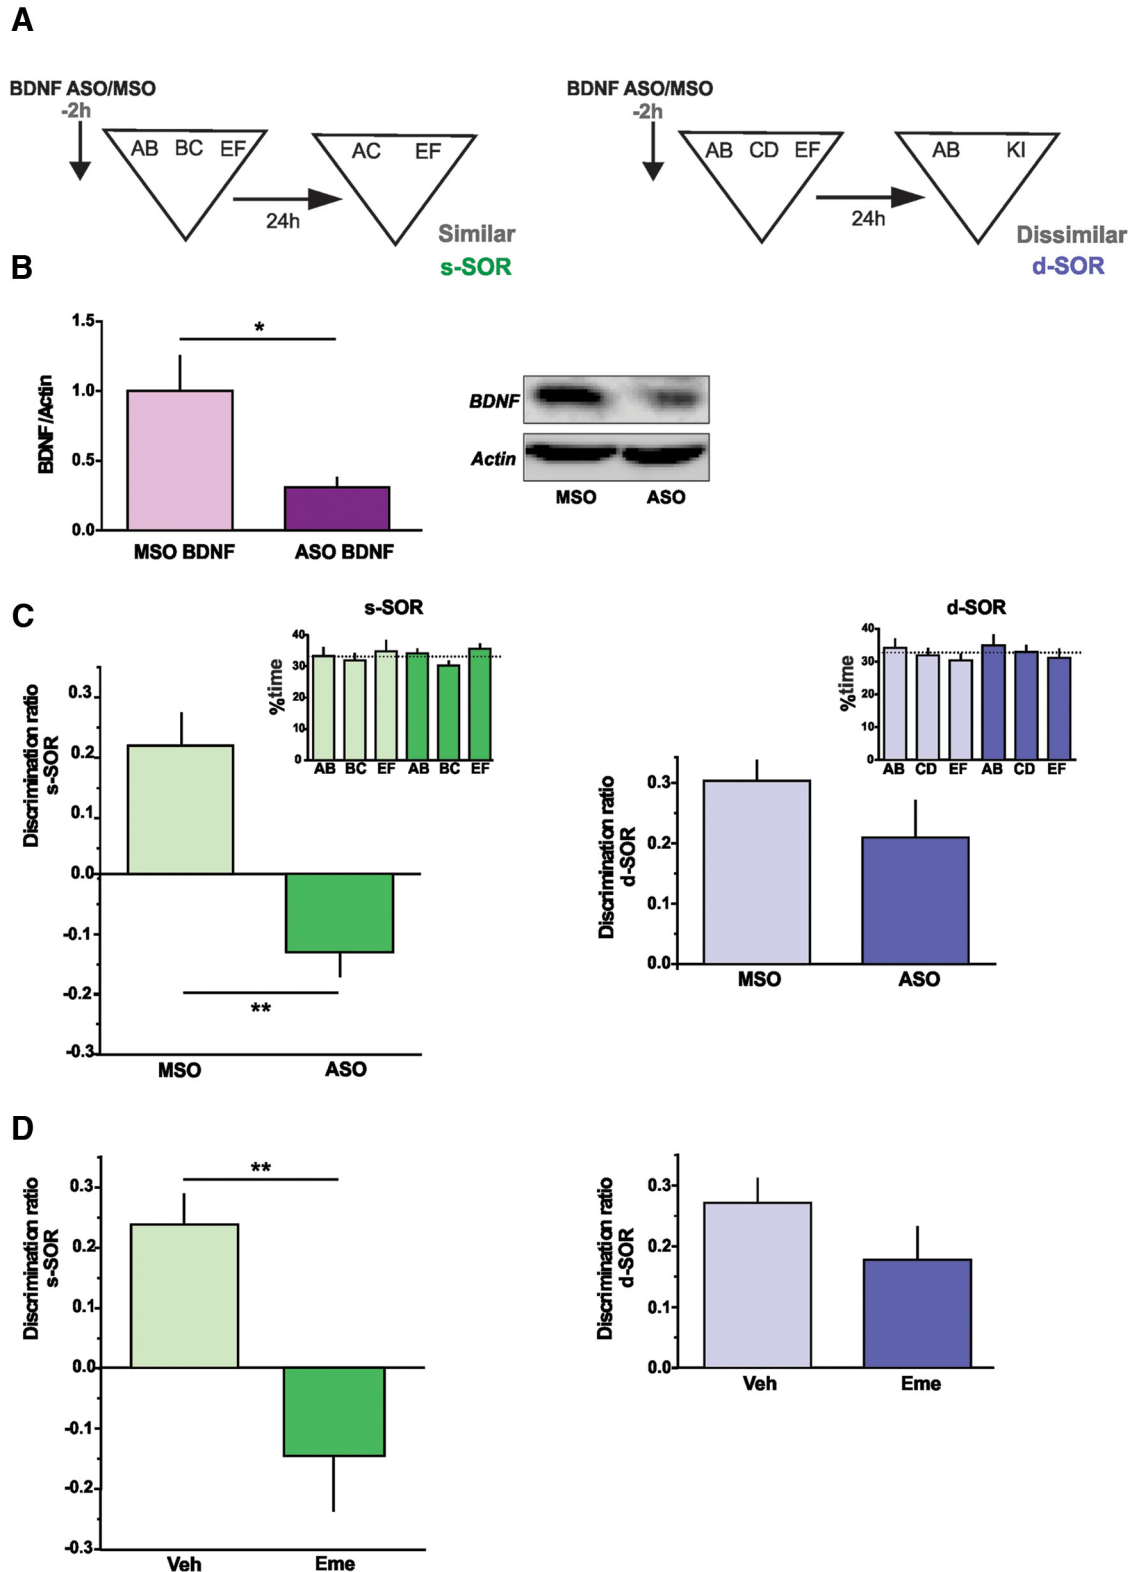 A
BDNF ASO/MSO
-2h
AB BC EF
24h
AC EF
Similar
s-SOR
BDNF ASO/MSO
-2h
AB CD EF
24h
AB KI
Dissimilar
d-SOR
B
BDNF/Actin
1.5
1.0
0.5
0.0
*
MSO BDNF
ASO BDNF
BDNF
Actin
MSO ASO
C
s-SOR
%time
40
30
20
10
0
AB BC EF AB BC EF
Discrimination ratio
s-SOR
0.3
0.2
0.1
0.0
-0.1
-0.2
-0.3
**
MSO ASO
d-SOR
%time
40
30
20
10
0
AB CD EF AB CD EF
Discrimination ratio
d-SOR
0.3
0.2
0.1
0.0
MSO ASO
D
Discrimination ratio
s-SOR
0.3
0.2
0.1
0.0
-0.1
-0.2
-0.3
**
Veh Eme
Discrimination ratio
d-SOR
0.3
0.2
0.1
0.0
Veh Eme